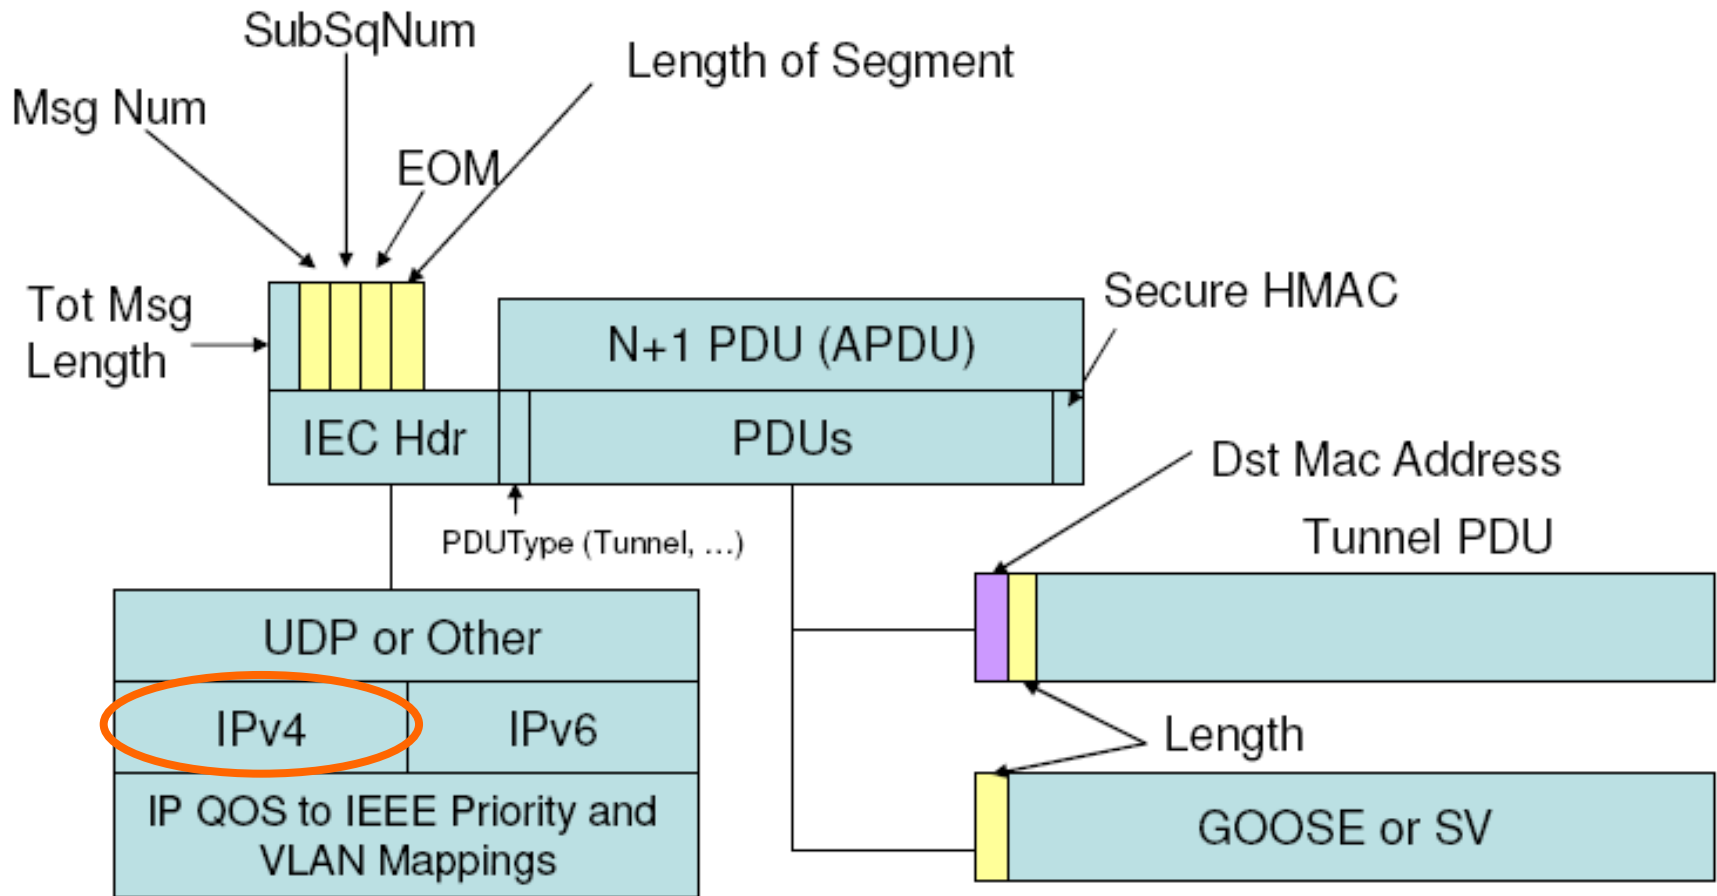 SubSqNum
Length of Segment
Msg Num
EOM
Tot Msg
Length
Secure HMAC
N+1 PDU (APDU)
IEC Hdr
PDUs
Dst Mac Address
PDUType (Tunnel, ...)
Tunnel PDU
UDP or Other
IPv4
IPv6
Length
IP QOS to IEEE Priority and
VLAN Mappings
GOOSE or SV